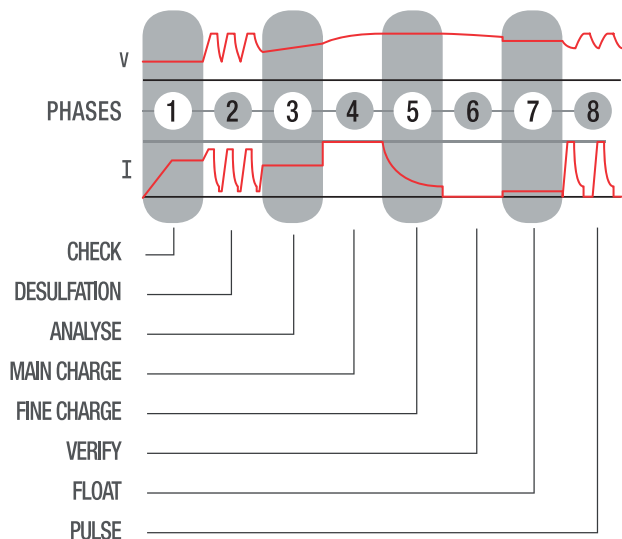 V
PHASES 1 2 3 4 5 6 7 8
I
CHECK
DESULFATION
ANALYSE
MAIN CHARGE
FINE CHARGE
VERIFY
FLOAT
PULSE